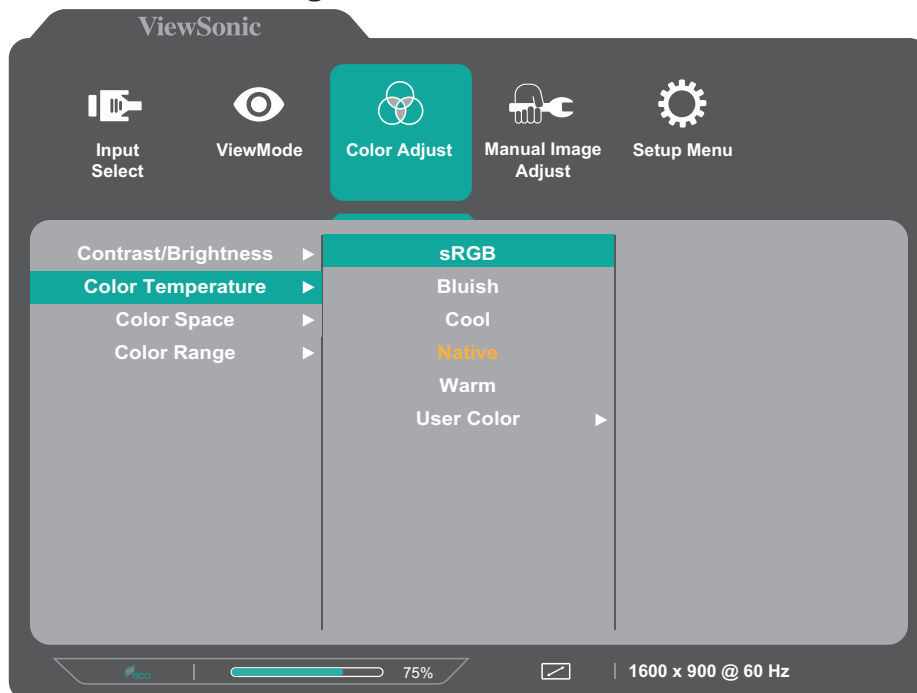 ViewSonic
Input
Select
ViewMode
Color Adjust
Manual Image
Adjust
Setup Menu
Contrast/Brightness
Color Temperature
Color Space
Color Range
sRGB
Bluish
Cool
Native
Warm
User Color
eco
75%
1600 x 900 @ 60 Hz